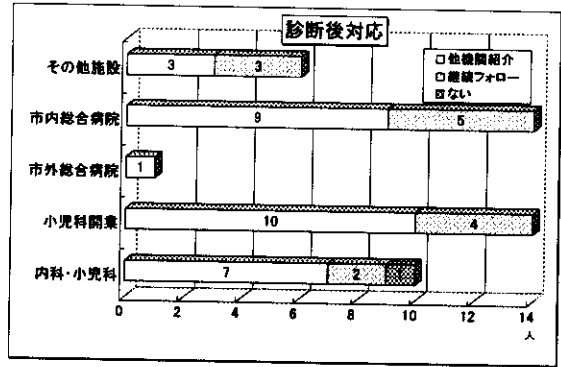 診断後対応
□他機関紹介
□継続フォロー
ない
その他施設
3
3
市内総合病院
9
5
市外総合病院
1
小児科開業
10
4
内科・小児科
7
2
1
0 2 4 6 8 10 12 14
人